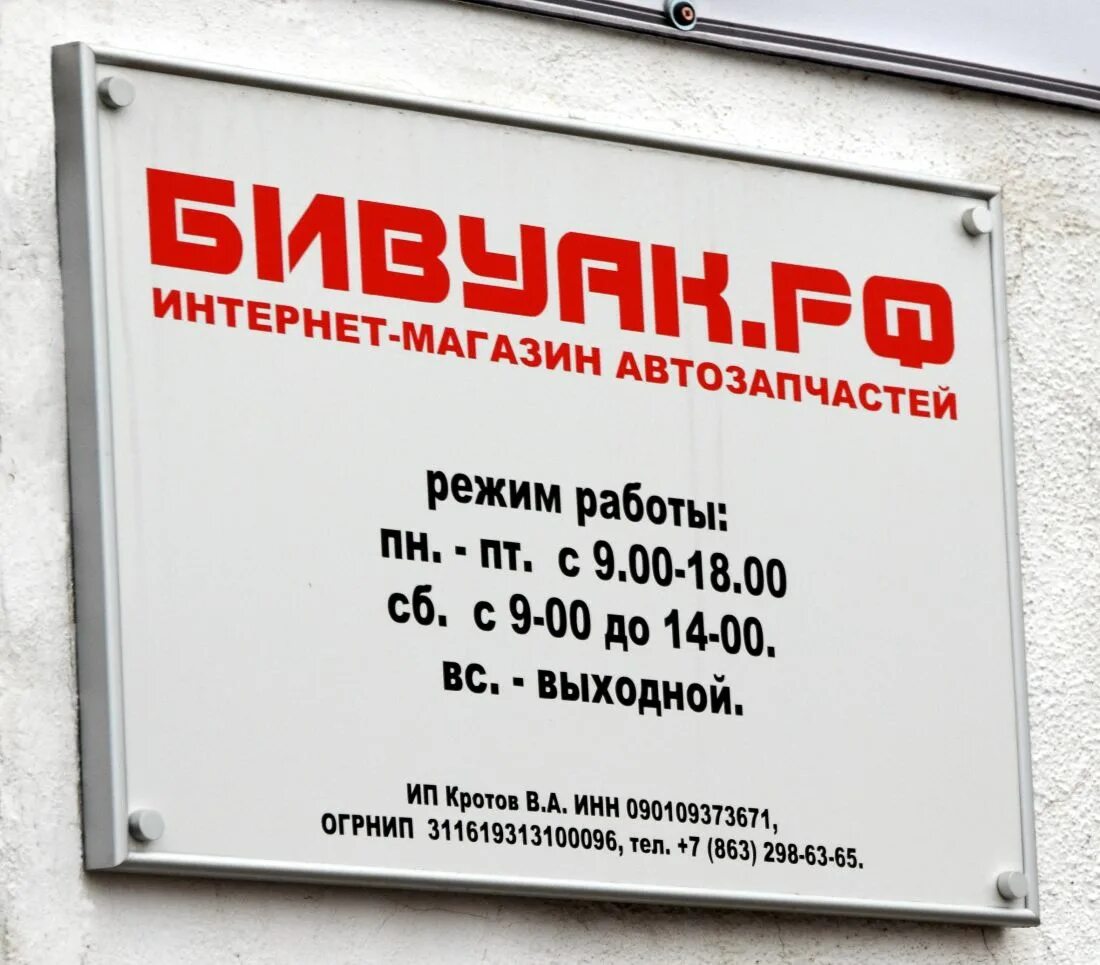 БИВУАК.РФ
ИНТЕРНЕТ-МАГАЗИН АВТОЗАПЧАСТЕЙ
режим работы:
пн. - пт. с 9.00-18.00
сб. с 9-00 до 14-00.
вс. - выходной.
ИП Кротов В.А. ИНН 090109373671,
ОГРНИП 311619313100096, тел. +7 (863) 298-63-65.